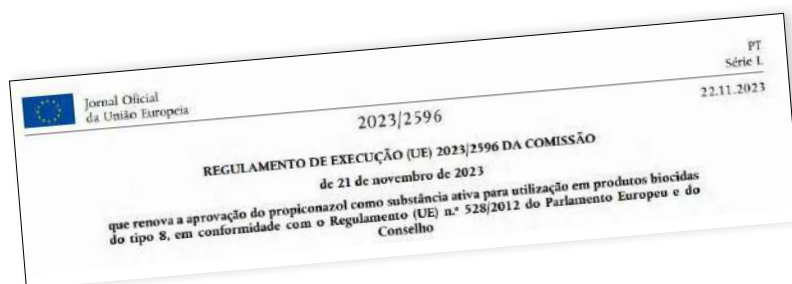 Jornal Oficial
da União Europeia
PT
Série L
2023/2596
22.11.2023
REGULAMENTO DE EXECUÇÃO (UE) 2023/2596 DA COMISSÃO
de 21 de novembro de 2023
que renova a aprovação do propiconazol como substância ativa para utilização em produtos biocidas
do tipo 8, em conformidade com o Regulamento (UE) n.º 528/2012 do Parlamento Europeu e do
Conselho